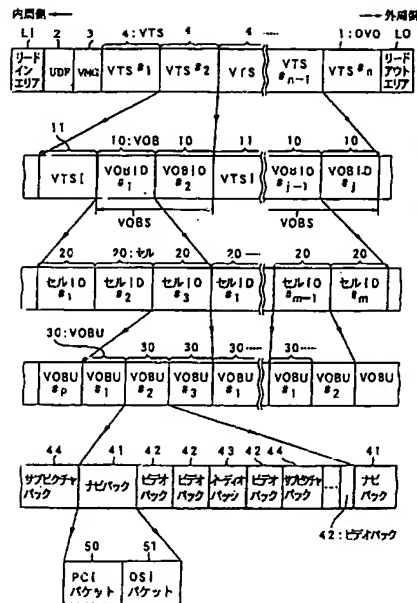 内周側← →外周側
L1 2 3 4:VTS 4 4 ---- 1:DVD LO
リードインエリア UDF VMG VTS #1 VTS #2 VTS VTS #n-1 VTS #n リードアウトエリア
11 10:VOB 10 11 10 10
VTSI VOBID #1 VOBID #2 VTSI VOBID #j-1 VOBID #j
VOBS VOBS
20 20:セル 20 20---- 20 20
セルID #1 セルID #2 セルID #3 セルID #1 セルID #m-1 セルID #m
30:VOBU 30 30 30---- 30----
VOBU #p VOBU #1 VOBU #2 VOBU #3 VOBU #1 VOBU #1 VOBU #2 VOBU
44 41 42 42 43 42 44 41
サブピクチャパック ナビパック ビデオパック ビデオパック オーディオパック ビデオパック サブピクチャパック ---- ナビパック
42:ビデオパック
50 51
PCIパケット DSIパケット